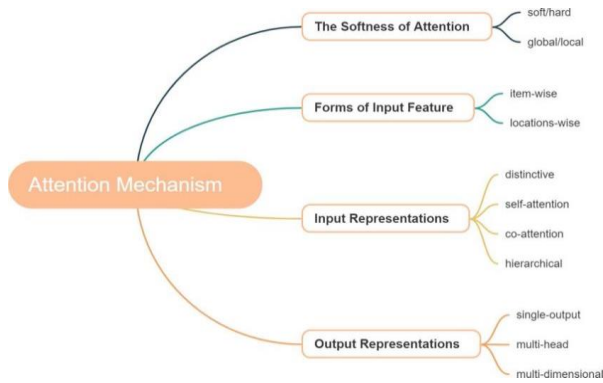 Attention Mechanism
The Softness of Attention
soft/hard
global/local
Forms of Input Feature
item-wise
locations-wise
Input Representations
distinctive
self-attention
co-attention
hierarchical
Output Representations
single-output
multi-head
multi-dimensional